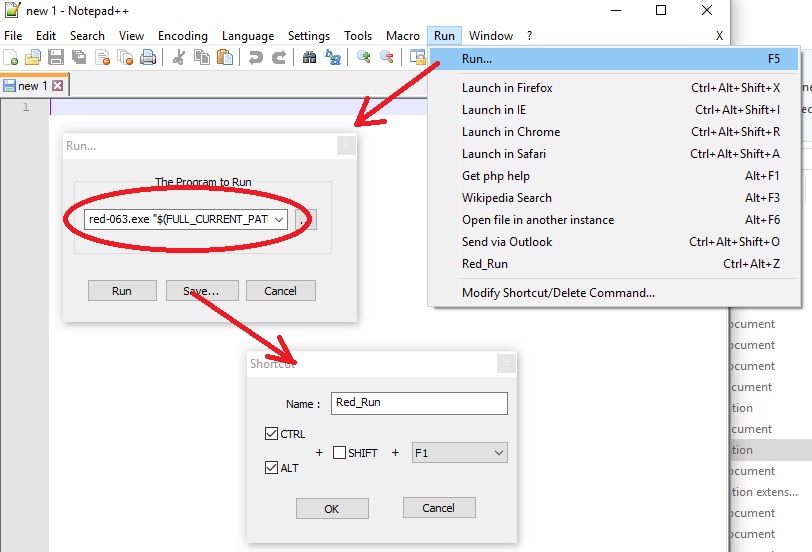 new 1 - Notepad++
File Edit Search View Encoding Language Settings Tools Macro Run Window ? X
new 1
1
Run... F5
Launch in Firefox Ctrl+Alt+Shift+X
Launch in IE Ctrl+Alt+Shift+I
Launch in Chrome Ctrl+Alt+Shift+R
Launch in Safari Ctrl+Alt+Shift+A
Get php help Alt+F1
Wikipedia Search Alt+F3
Open file in another instance Alt+F6
Send via Outlook Ctrl+Alt+Shift+O
Red_Run Ctrl+Alt+Z
Modify Shortcut/Delete Command...
Run...
The Program to Run
red-063.exe "$(FULL_CURRENT_PAT
...
Run Save... Cancel
Shortcut
Name : Red_Run
CTRL
+ SHIFT + F1
ALT
OK Cancel
ocument
ocument
ocument
ocument
tion
ocument
tion
ocument
tion extens...
ocument
ocument